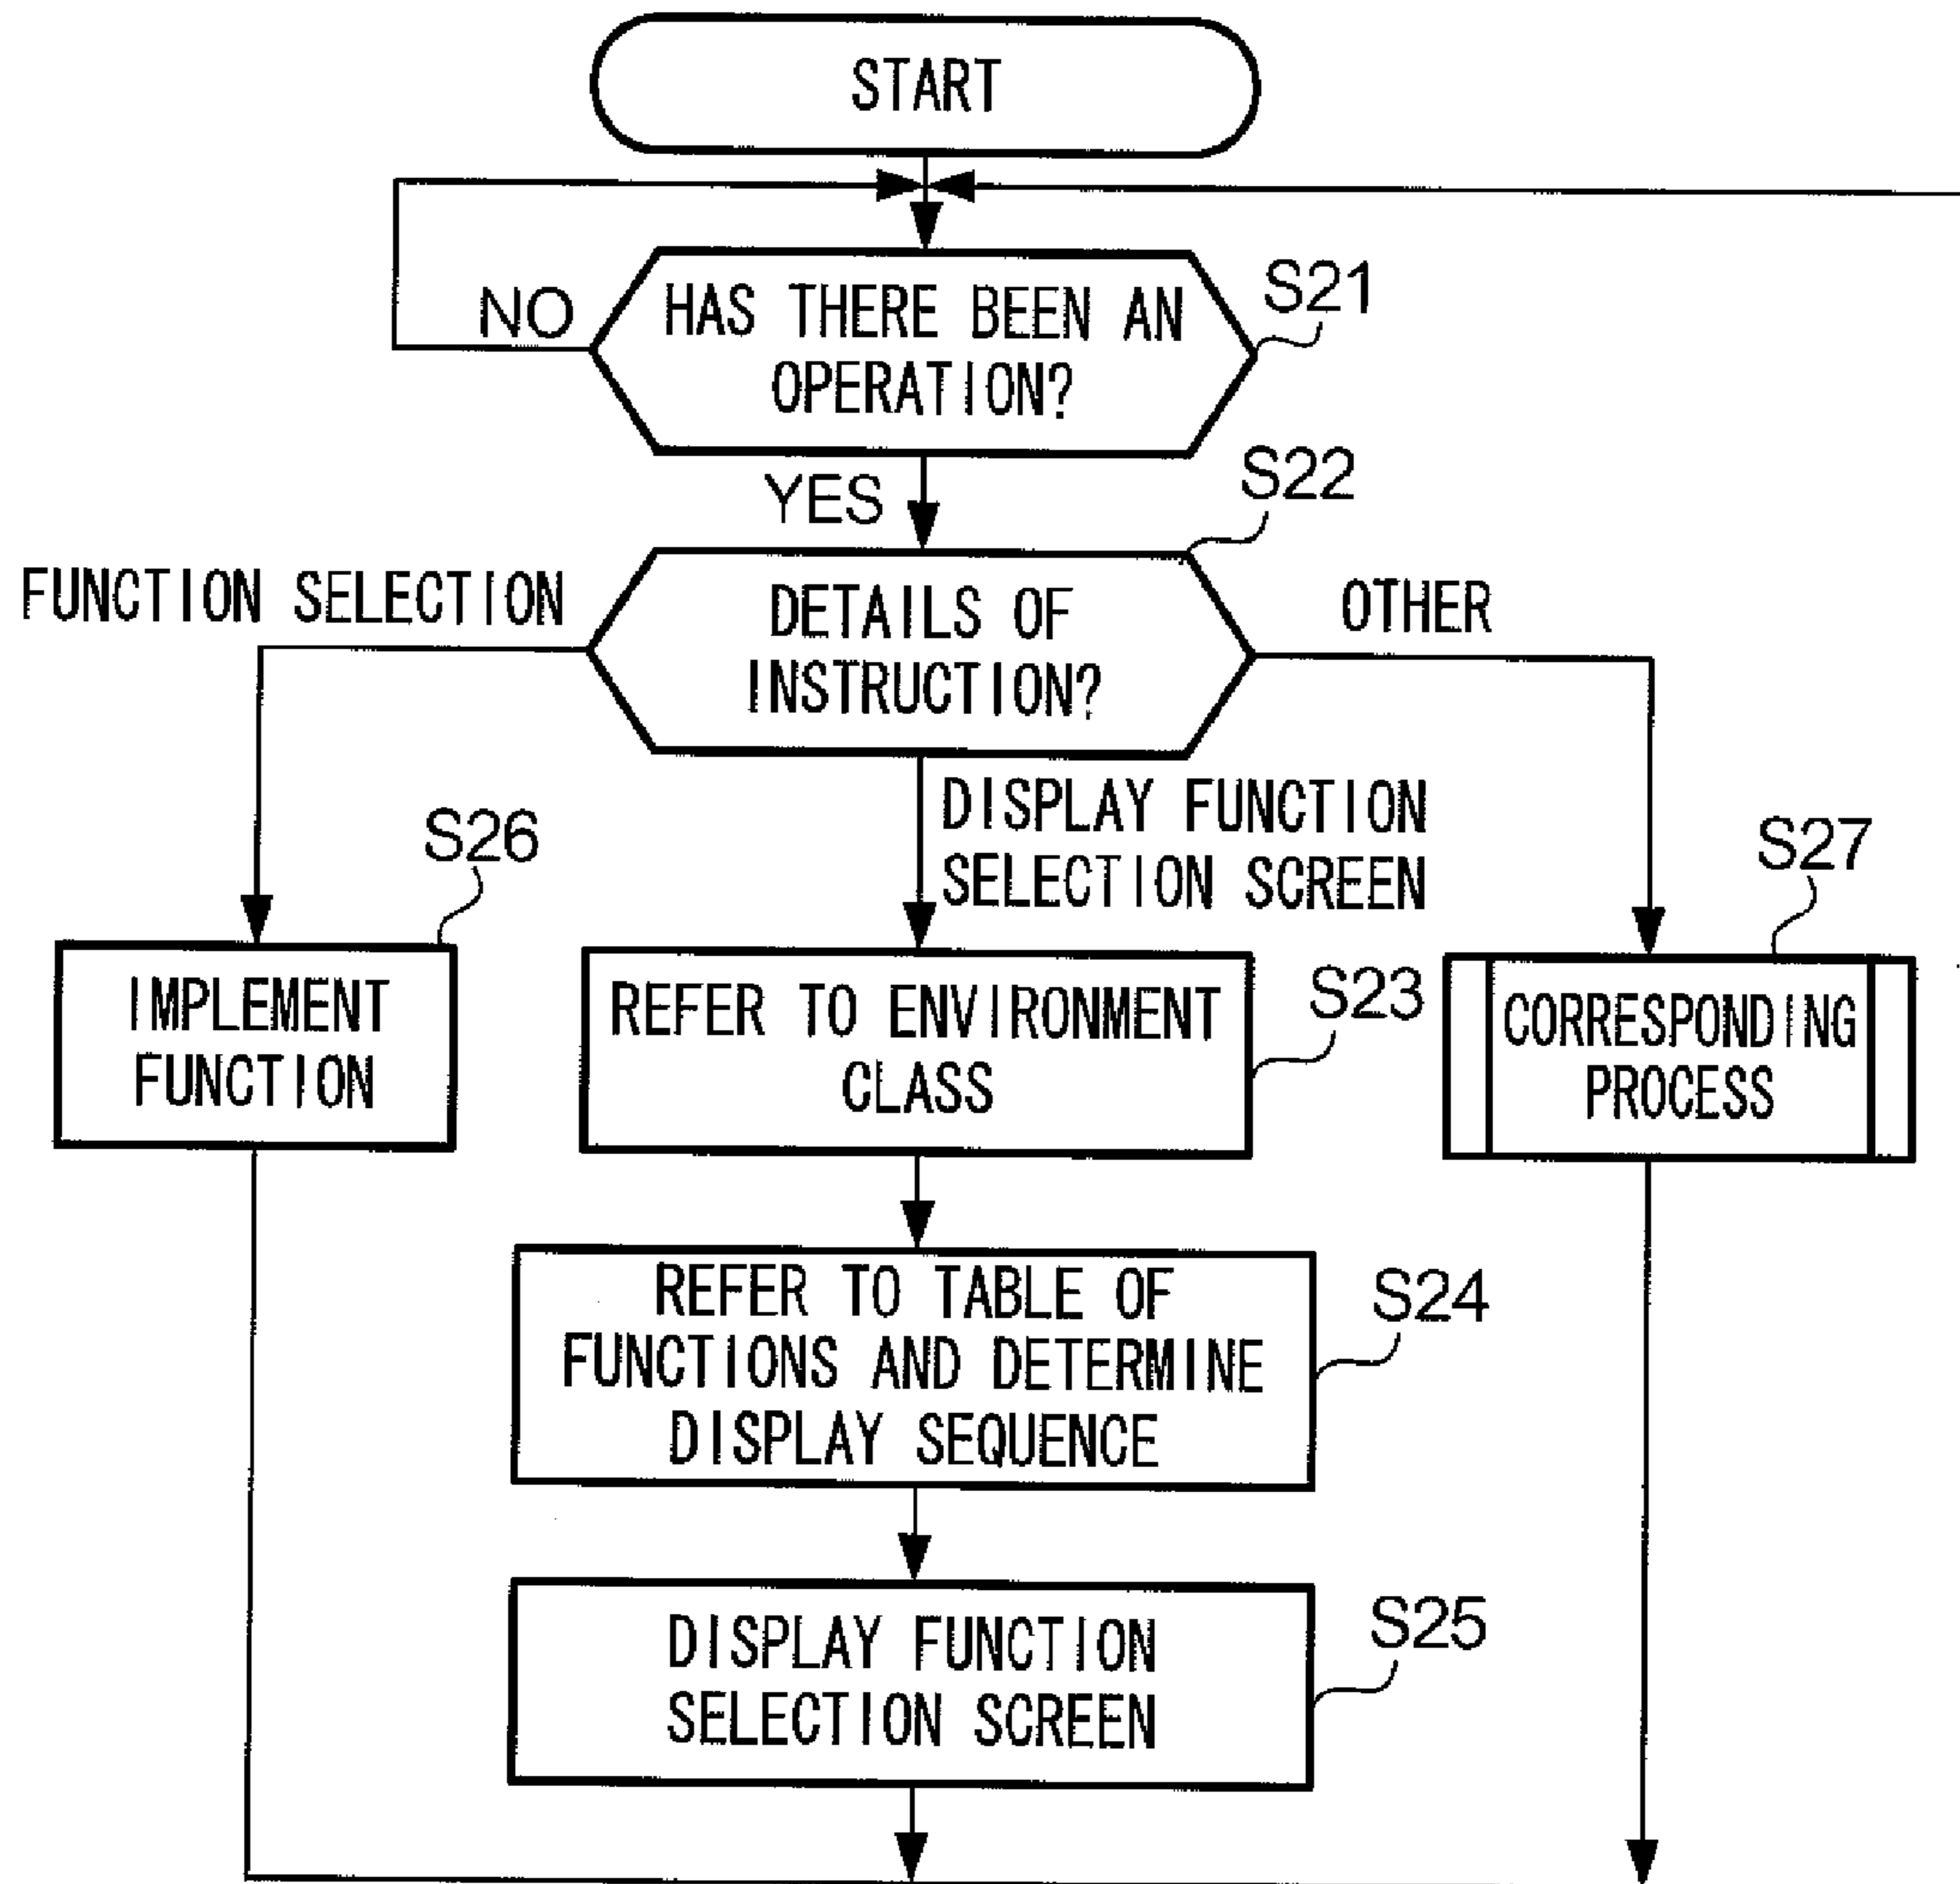 START
NO
HAS THERE BEEN AN
OPERATION?
S21
YES
S22
FUNCTION SELECTION
DETAILS OF
INSTRUCTION?
OTHER
DISPLAY FUNCTION
SELECTION SCREEN
S26
S27
IMPLEMENT
FUNCTION
REFER TO ENVIRONMENT
CLASS
S23
CORRESPONDING
PROCESS
REFER TO TABLE OF
FUNCTIONS AND DETERMINE
DISPLAY SEQUENCE
S24
DISPLAY FUNCTION
SELECTION SCREEN
S25